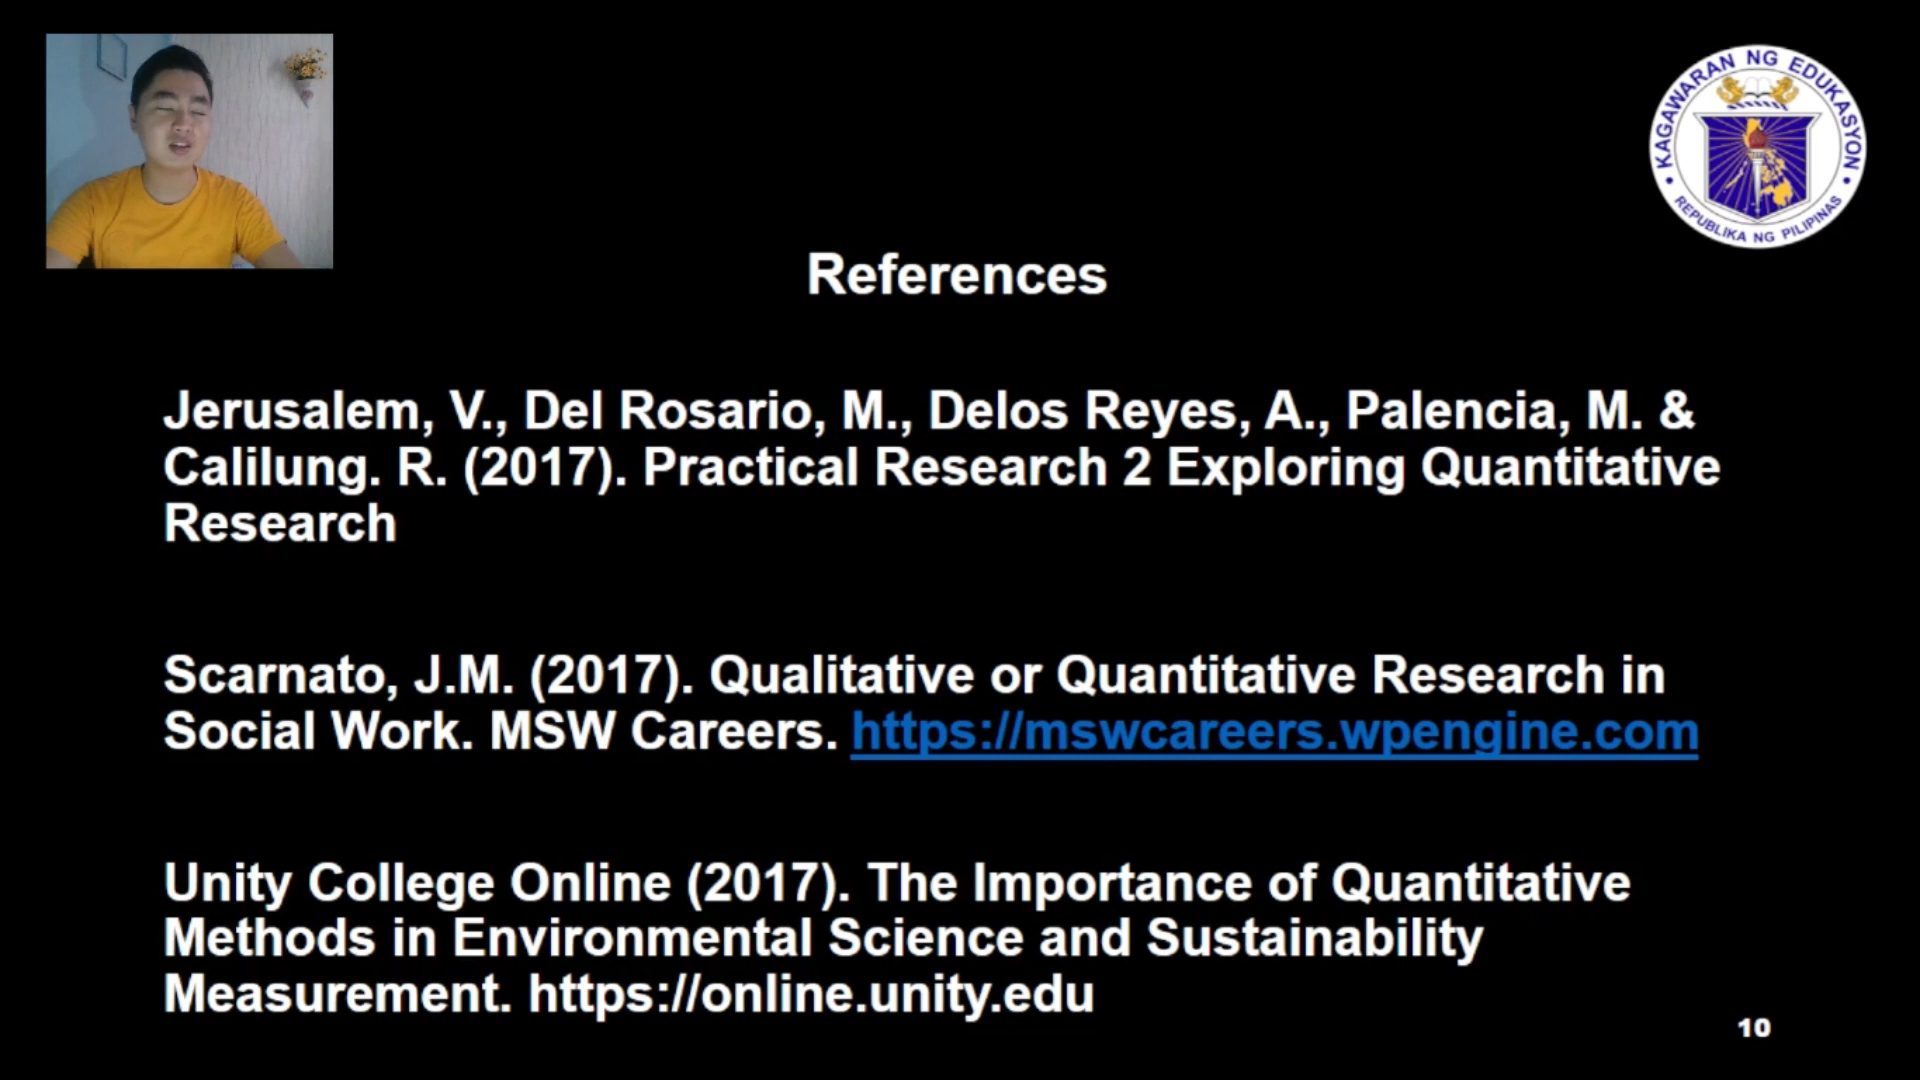 KAGAWARAN NG EDUKASYON
REPUBLIKA NG PILIPINAS
References
Jerusalem, V., Del Rosario, M., Delos Reyes, A., Palencia, M. &
Calilung. R. (2017). Practical Research 2 Exploring Quantitative
Research
Scarnato, J.M. (2017). Qualitative or Quantitative Research in
Social Work. MSW Careers. https://mswcareers.wpengine.com
Unity College Online (2017). The Importance of Quantitative
Methods in Environmental Science and Sustainability
Measurement. https://online.unity.edu
10